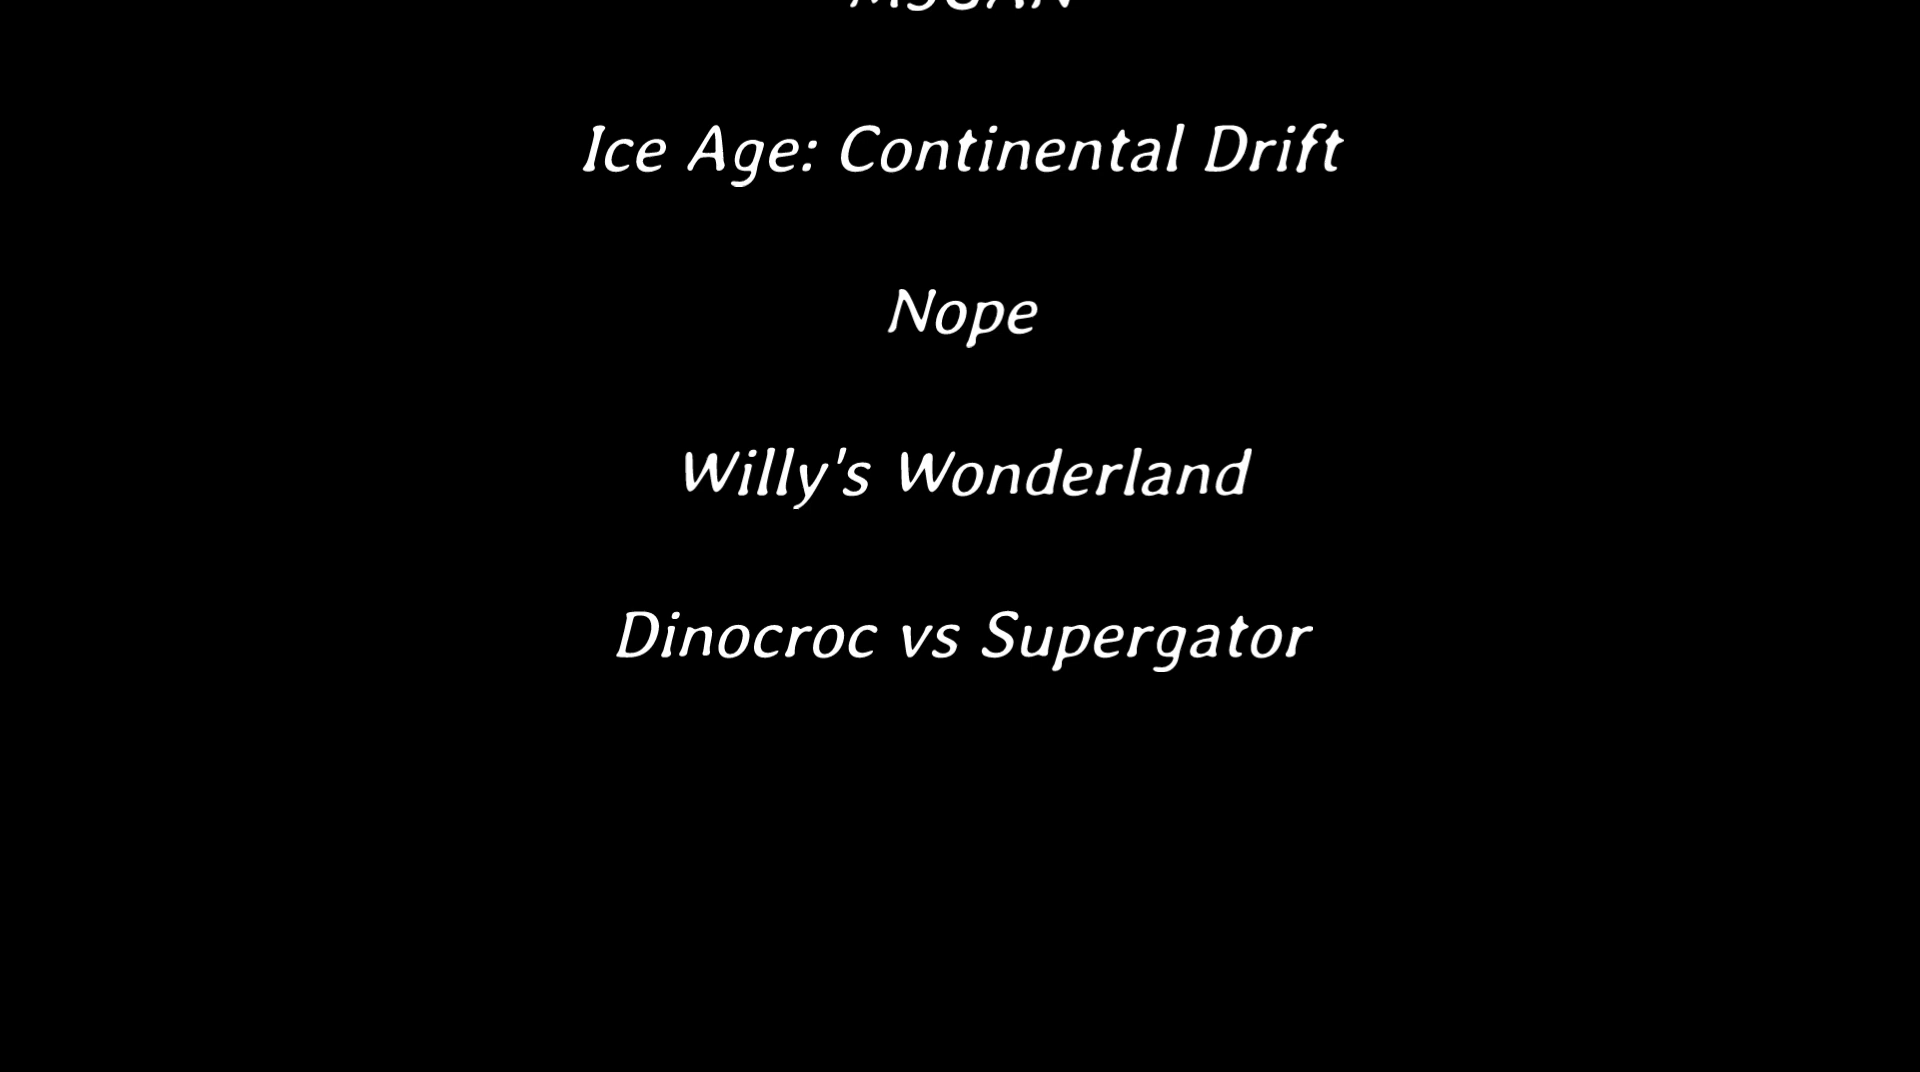 Ice Age: Continental Drift
Nope
Willy's Wonderland
Dinocroc vs Supergator